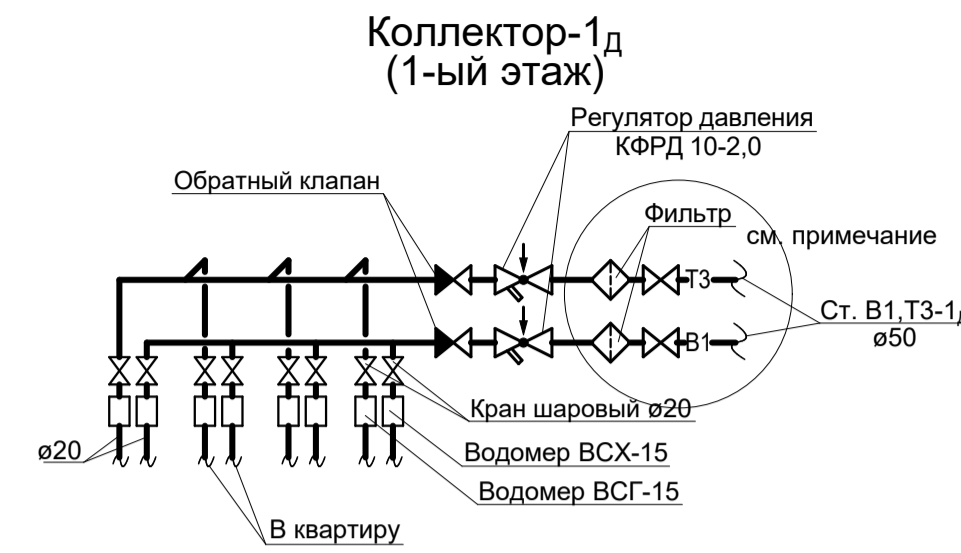 Коллектор-1д
(1-ый этаж)
Регулятор давления
КФРД 10-2,0
Обратный клапан
Фильтр
см. примечание
Т3
Ст. В1,Т3-1д
ø50
В1
Кран шаровый ø20
ø20
Водомер ВСХ-15
Водомер ВСГ-15
В квартиру